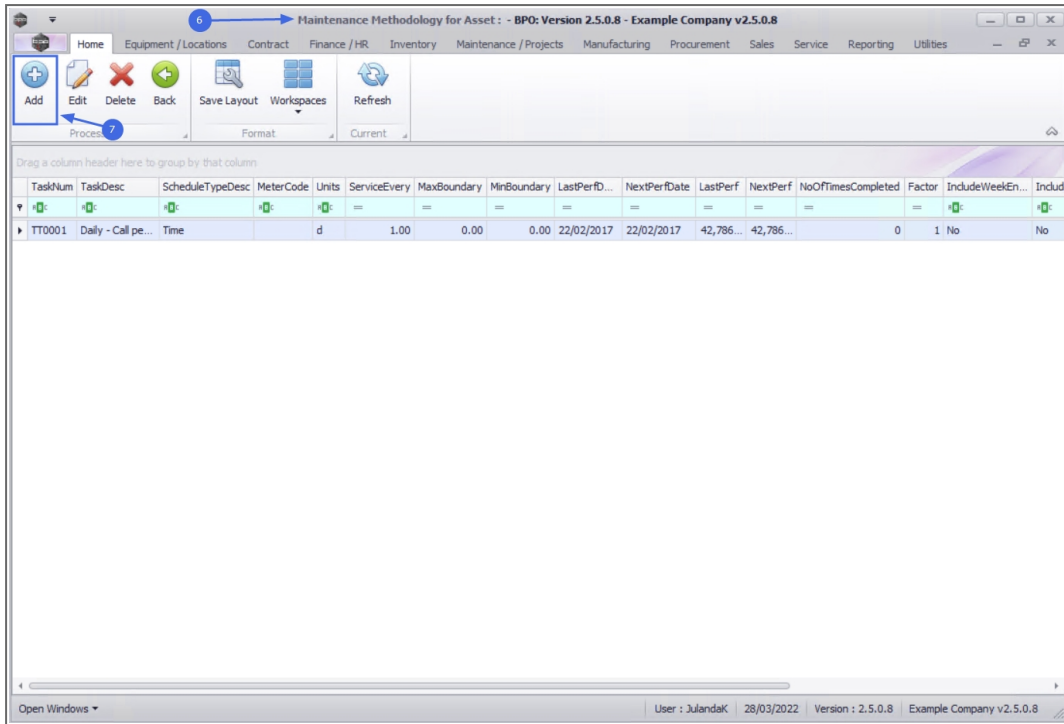 6
Maintenance Methodology for Asset : - BPO: Version 2.5.0.8 - Example Company v2.5.0.8
Home Equipment / Locations Contract Finance / HR Inventory Maintenance / Projects Manufacturing Procurement Sales Service Reporting Utilities
Add Edit Delete Back Save Layout Workspaces Refresh
Process Format Current
7
Drag a column header here to group by that column
TaskNum TaskDesc ScheduleTypeDesc MeterCode Units ServiceEvery MaxBoundary MinBoundary LastPerfD... NextPerfDate LastPerf NextPerf NoOfTimesCompleted Factor IncludeWeekEn... Includ
= = = = = = = = =
TT0001 Daily - Call pe... Time d 1.00 0.00 0.00 22/02/2017 22/02/2017 42,786... 42,786... 0 1 No No
Open Windows User : JulandaK 28/03/2022 Version : 2.5.0.8 Example Company v2.5.0.8